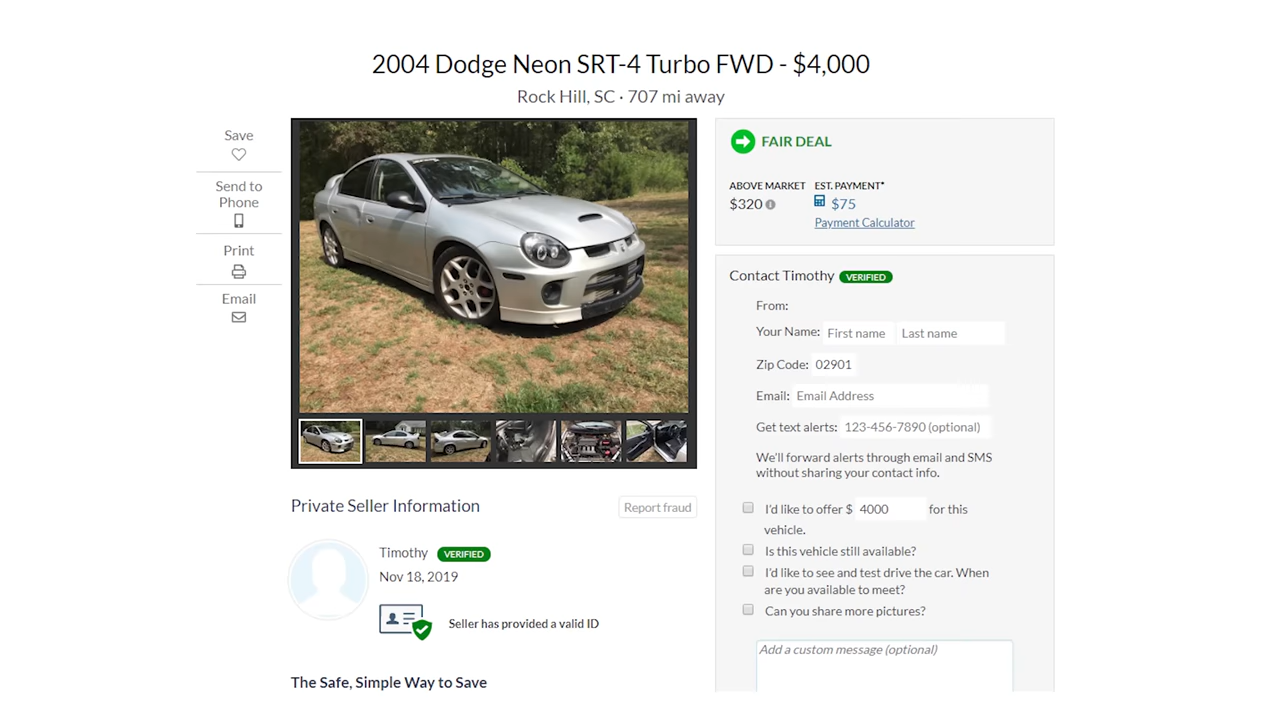 2004 Dodge Neon SRT-4 Turbo FWD - $4,000
Rock Hill, SC · 707 mi away
Save
Send to
Phone
Print
Email
FAIR DEAL
ABOVE MARKET
$320
EST. PAYMENT*
$75
Payment Calculator
Contact Timothy VERIFIED
From:
Your Name: First name Last name
Zip Code: 02901
Email: Email Address
Get text alerts: 123-456-7890 (optional)
We'll forward alerts through email and SMS
without sharing your contact info.
I'd like to offer $ 4000 for this
vehicle.
Is this vehicle still available?
I'd like to see and test drive the car. When
are you available to meet?
Can you share more pictures?
Add a custom message (optional)
Private Seller Information
Report fraud
Timothy VERIFIED
Nov 18, 2019
Seller has provided a valid ID
The Safe, Simple Way to Save